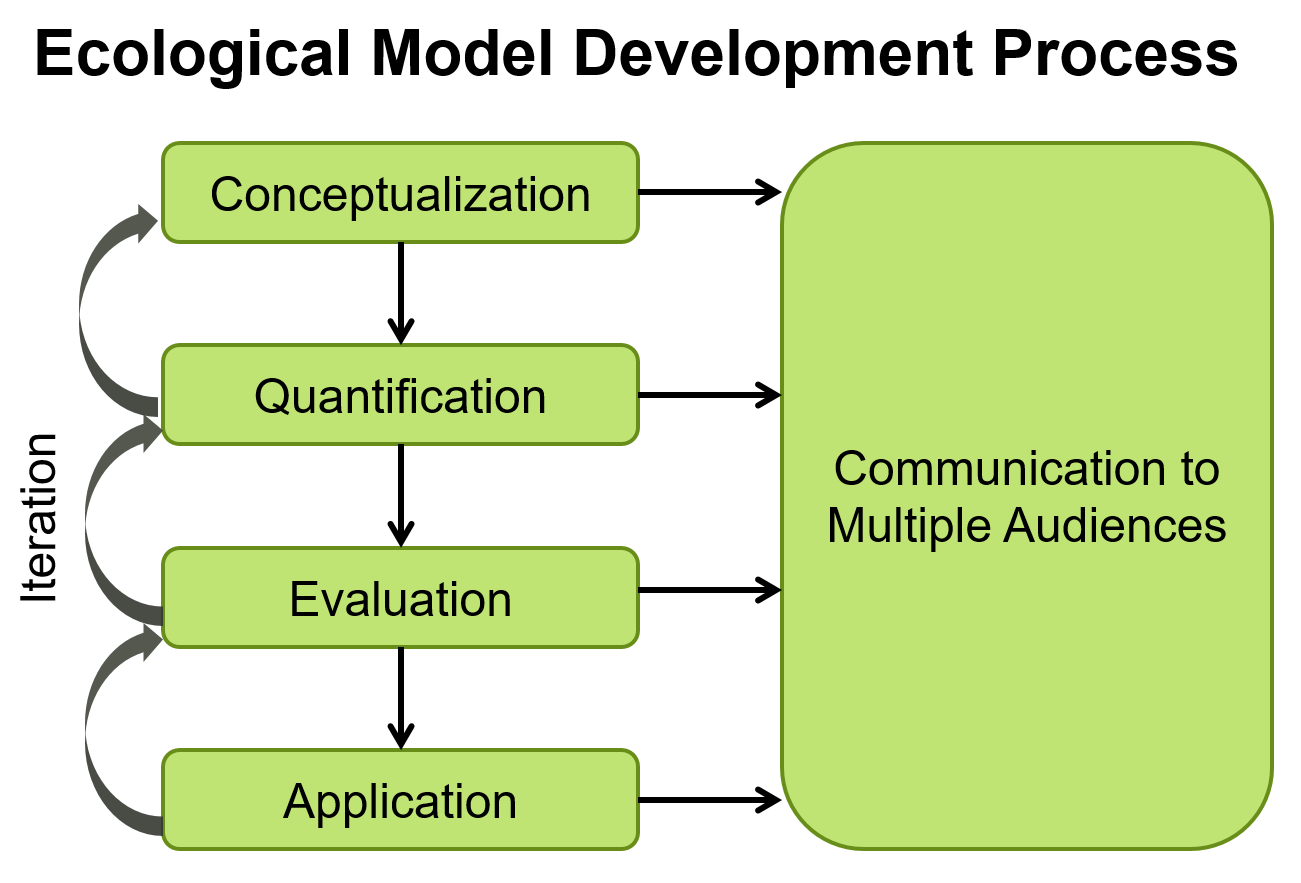 Ecological Model Development Process
Conceptualization
Quantification
Evaluation
Application
Iteration
Communication to
Multiple Audiences